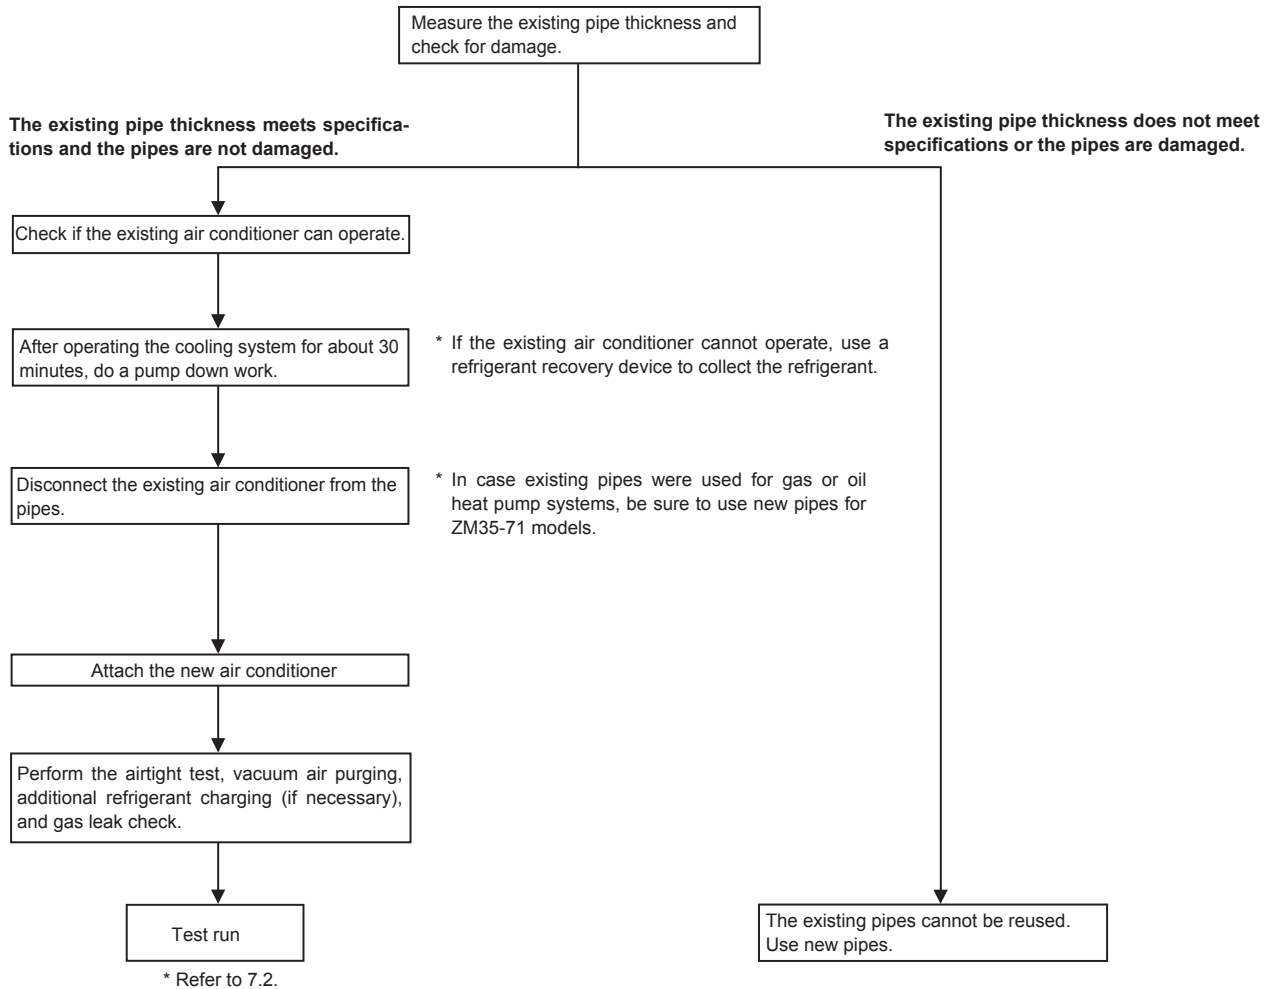 Measure the existing pipe thickness and
check for damage.
The existing pipe thickness meets specifica-
tions and the pipes are not damaged.
The existing pipe thickness does not meet
specifications or the pipes are damaged.
Check if the existing air conditioner can operate.
After operating the cooling system for about 30
minutes, do a pump down work.
* If the existing air conditioner cannot operate, use a
refrigerant recovery device to collect the refrigerant.
Disconnect the existing air conditioner from the
pipes.
* In case existing pipes were used for gas or oil
heat pump systems, be sure to use new pipes for
ZM35-71 models.
Attach the new air conditioner
Perform the airtight test, vacuum air purging,
additional refrigerant charging (if necessary),
and gas leak check.
Test run
* Refer to 7.2.
The existing pipes cannot be reused.
Use new pipes.